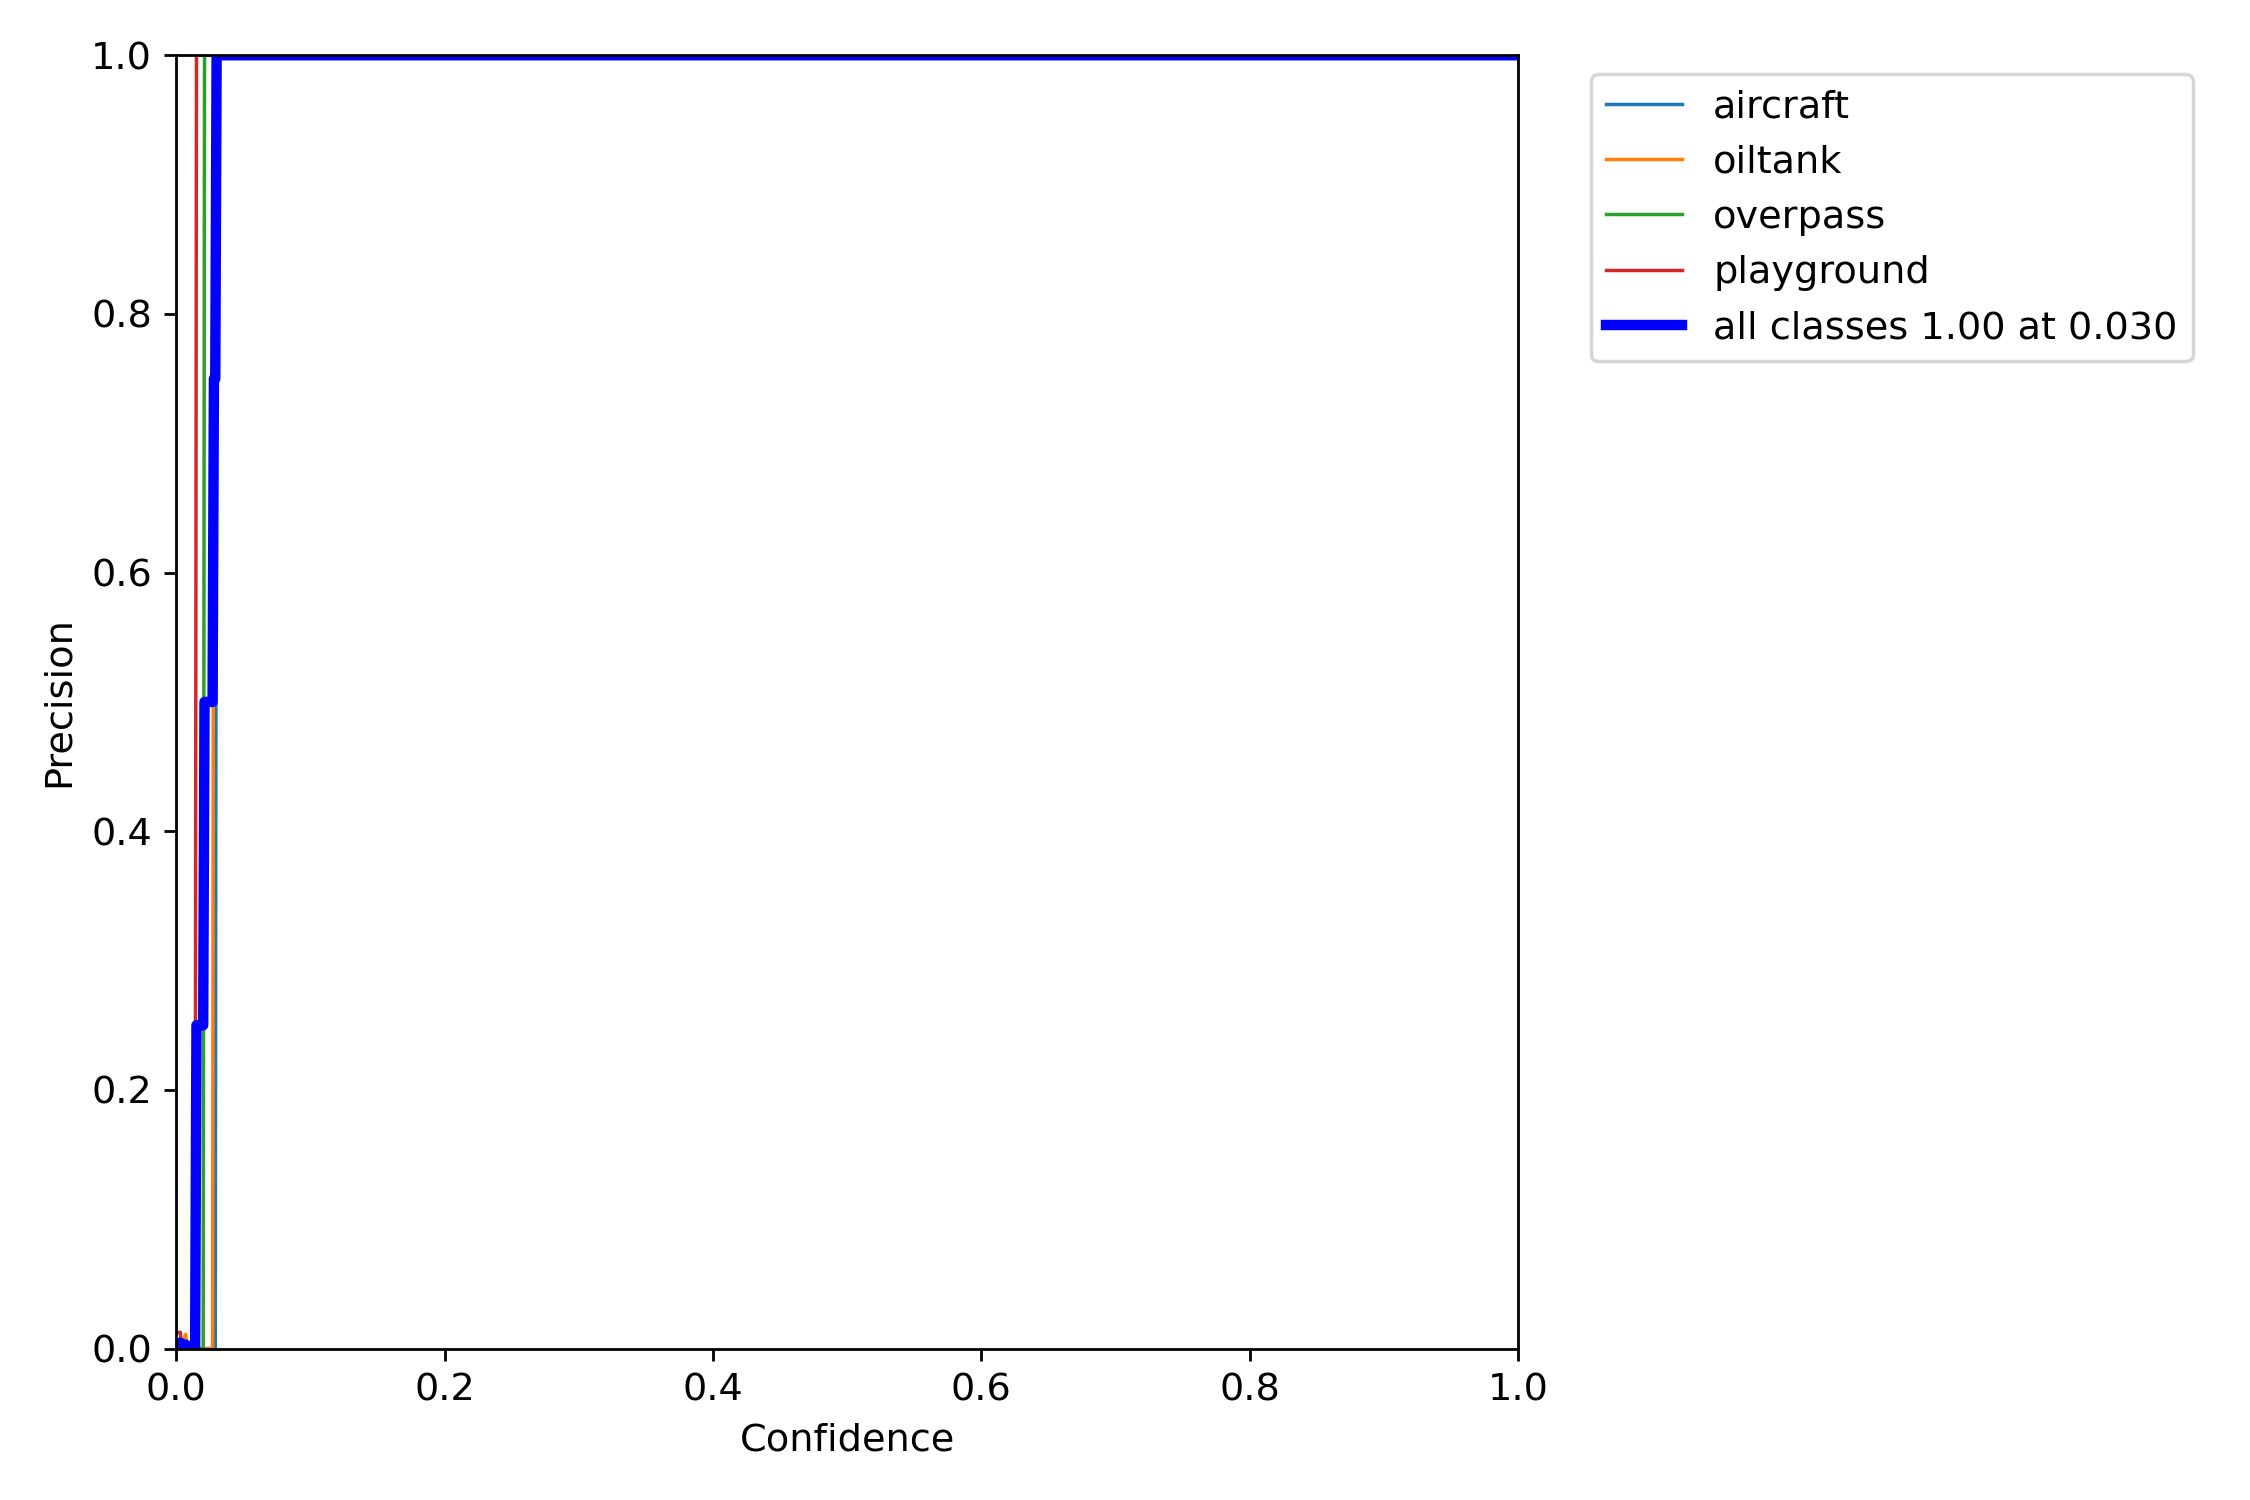 1.0
0.8
0.6
0.4
0.2
0.0
Precision
0.0 0.2 0.4 0.6 0.8 1.0
Confidence
aircraft
oiltank
overpass
playground
all classes 1.00 at 0.030